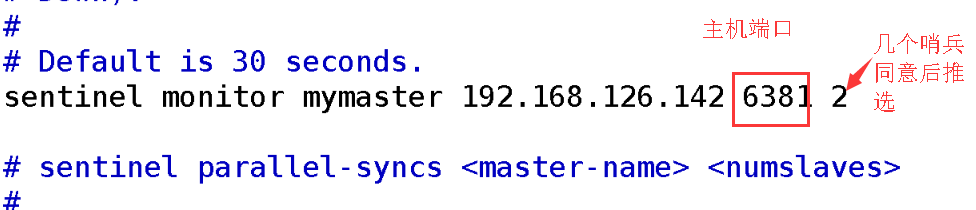 #
主机端口
# Default is 30 seconds.
几个哨兵
同意后推
选
sentinel monitor mymaster 192.168.126.142 6381 2
# sentinel parallel-syncs <master-name> <numslaves>
#